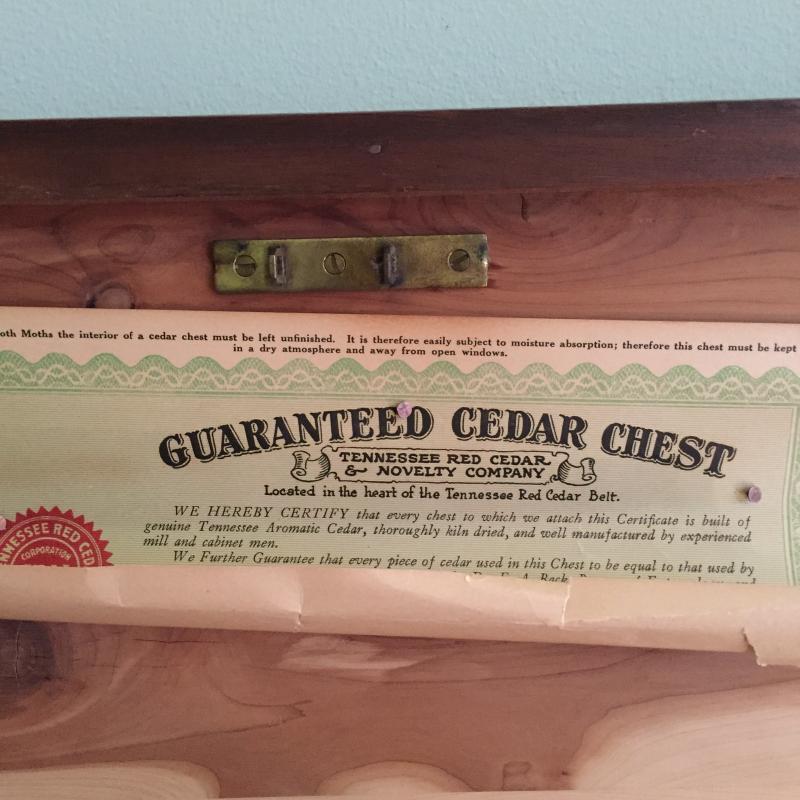 oth Moths the interior of a cedar chest must be left unfinished. It is therefore easily subject to moisture absorption; therefore this chest must be kept
in a dry atmosphere and away from open windows.
GUARANTEED CEDAR CHEST
TENNESSEE RED CEDAR
& NOVELTY COMPANY
Located in the heart of the Tennessee Red Cedar Belt.
WE HEREBY CERTIFY that every chest to which we attach this Certificate is built of
genuine Tennessee Aromatic Cedar, thoroughly kiln dried, and well manufactured by experienced
mill and cabinet men.
We Further Guarantee that every piece of cedar used in this Chest to be equal to that used by
NNESSEE RED CED
CORPORATION